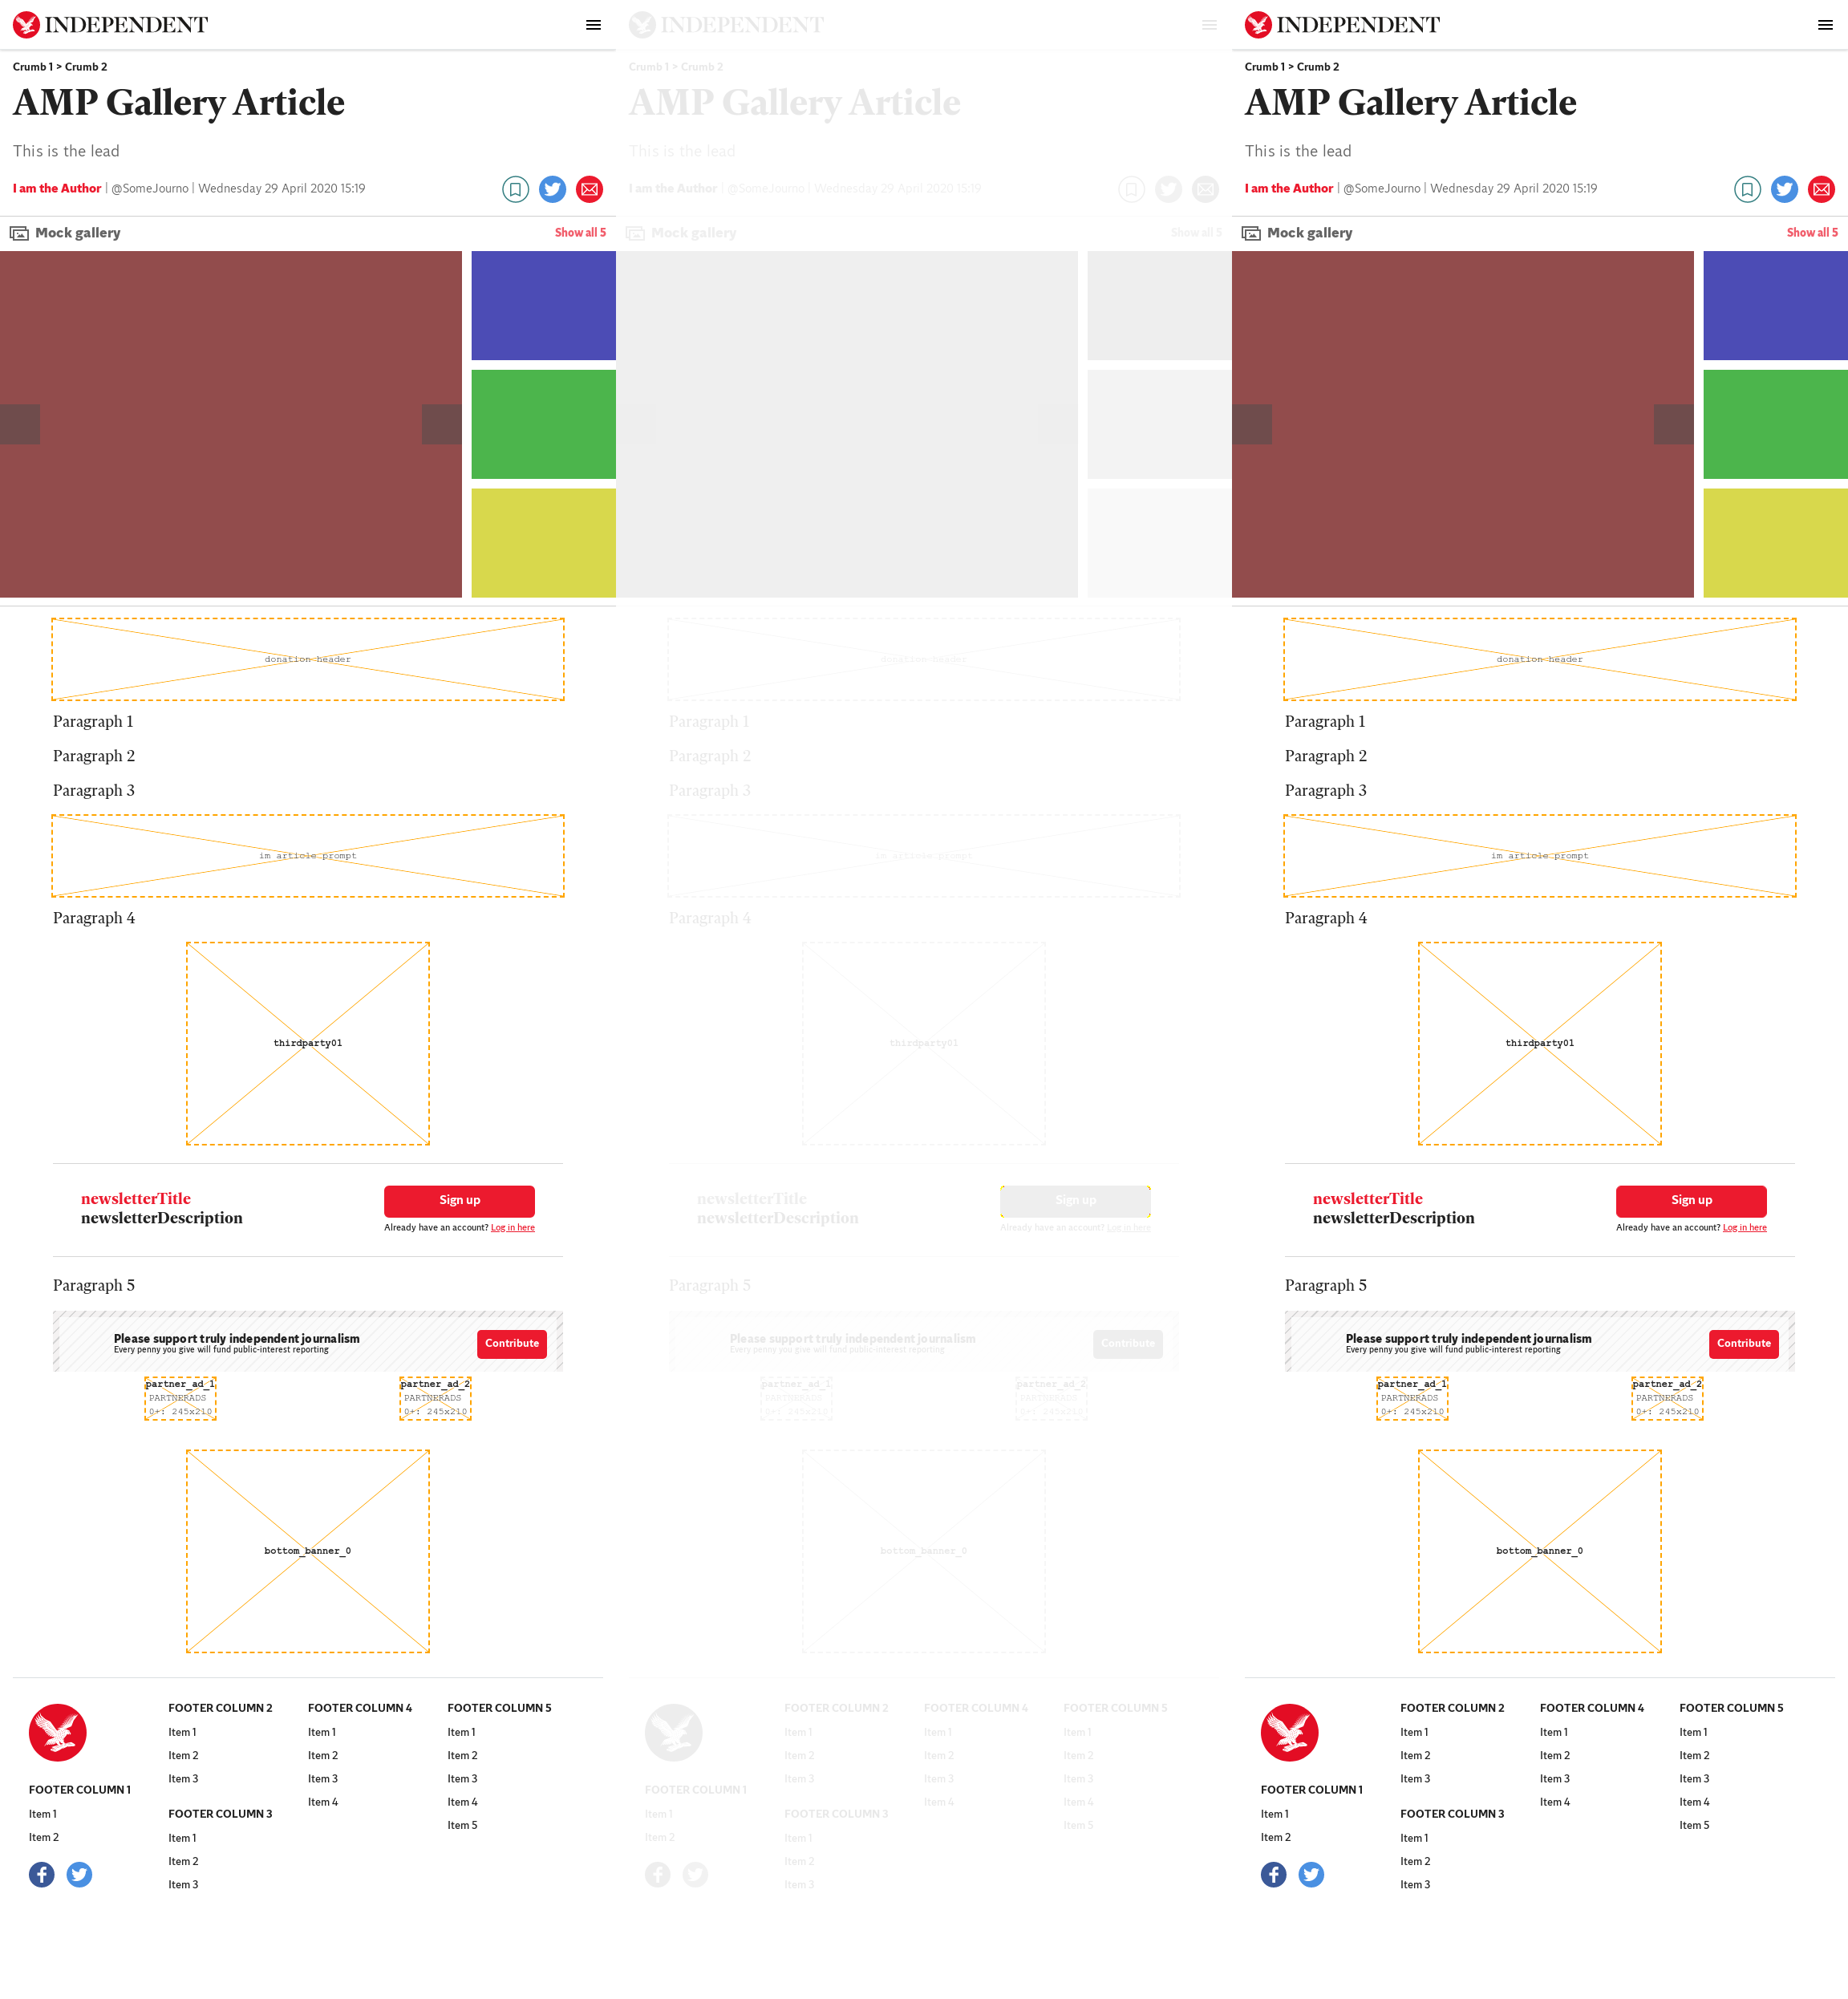 INDEPENDENT
Crumb 1 > Crumb 2
AMP Gallery Article
This is the lead
I am the Author | @SomeJourno | Wednesday 29 April 2020 15:19
Mock gallery
Show all 5
donation-header
Paragraph 1
Paragraph 2
Paragraph 3
im article prompt
Paragraph 4
thirdparty01
newsletterTitle
newsletterDescription
Sign up
Already have an account? Log in here
Paragraph 5
Please support truly independent journalism
Every penny you give will fund public-interest reporting
Contribute
partner_ad_1
PARTNERADS
0+: 245x210
partner_ad_2
PARTNERADS
0+: 245x210
bottom_banner_0
FOOTER COLUMN 1
Item 1
Item 2
FOOTER COLUMN 2
Item 1
Item 2
Item 3
FOOTER COLUMN 3
Item 1
Item 2
Item 3
FOOTER COLUMN 4
Item 1
Item 2
Item 3
Item 4
FOOTER COLUMN 5
Item 1
Item 2
Item 3
Item 4
Item 5
INDEPENDENT
Crumb 1 > Crumb 2
AMP Gallery Article
This is the lead
I am the Author | @SomeJourno | Wednesday 29 April 2020 15:19
Mock gallery
Show all 5
donation-header
Paragraph 1
Paragraph 2
Paragraph 3
im article prompt
Paragraph 4
thirdparty01
newsletterTitle
newsletterDescription
Sign up
Already have an account? Log in here
Paragraph 5
Please support truly independent journalism
Every penny you give will fund public-interest reporting
Contribute
partner_ad_1
PARTNERADS
0+: 245x210
partner_ad_2
PARTNERADS
0+: 245x210
bottom_banner_0
FOOTER COLUMN 1
Item 1
Item 2
FOOTER COLUMN 2
Item 1
Item 2
Item 3
FOOTER COLUMN 3
Item 1
Item 2
Item 3
FOOTER COLUMN 4
Item 1
Item 2
Item 3
Item 4
FOOTER COLUMN 5
Item 1
Item 2
Item 3
Item 4
Item 5
INDEPENDENT
Crumb 1 > Crumb 2
AMP Gallery Article
This is the lead
I am the Author | @SomeJourno | Wednesday 29 April 2020 15:19
Mock gallery
Show all 5
donation-header
Paragraph 1
Paragraph 2
Paragraph 3
im article prompt
Paragraph 4
thirdparty01
newsletterTitle
newsletterDescription
Sign up
Already have an account? Log in here
Paragraph 5
Please support truly independent journalism
Every penny you give will fund public-interest reporting
Contribute
partner_ad_1
PARTNERADS
0+: 245x210
partner_ad_2
PARTNERADS
0+: 245x210
bottom_banner_0
FOOTER COLUMN 1
Item 1
Item 2
FOOTER COLUMN 2
Item 1
Item 2
Item 3
FOOTER COLUMN 3
Item 1
Item 2
Item 3
FOOTER COLUMN 4
Item 1
Item 2
Item 3
Item 4
FOOTER COLUMN 5
Item 1
Item 2
Item 3
Item 4
Item 5